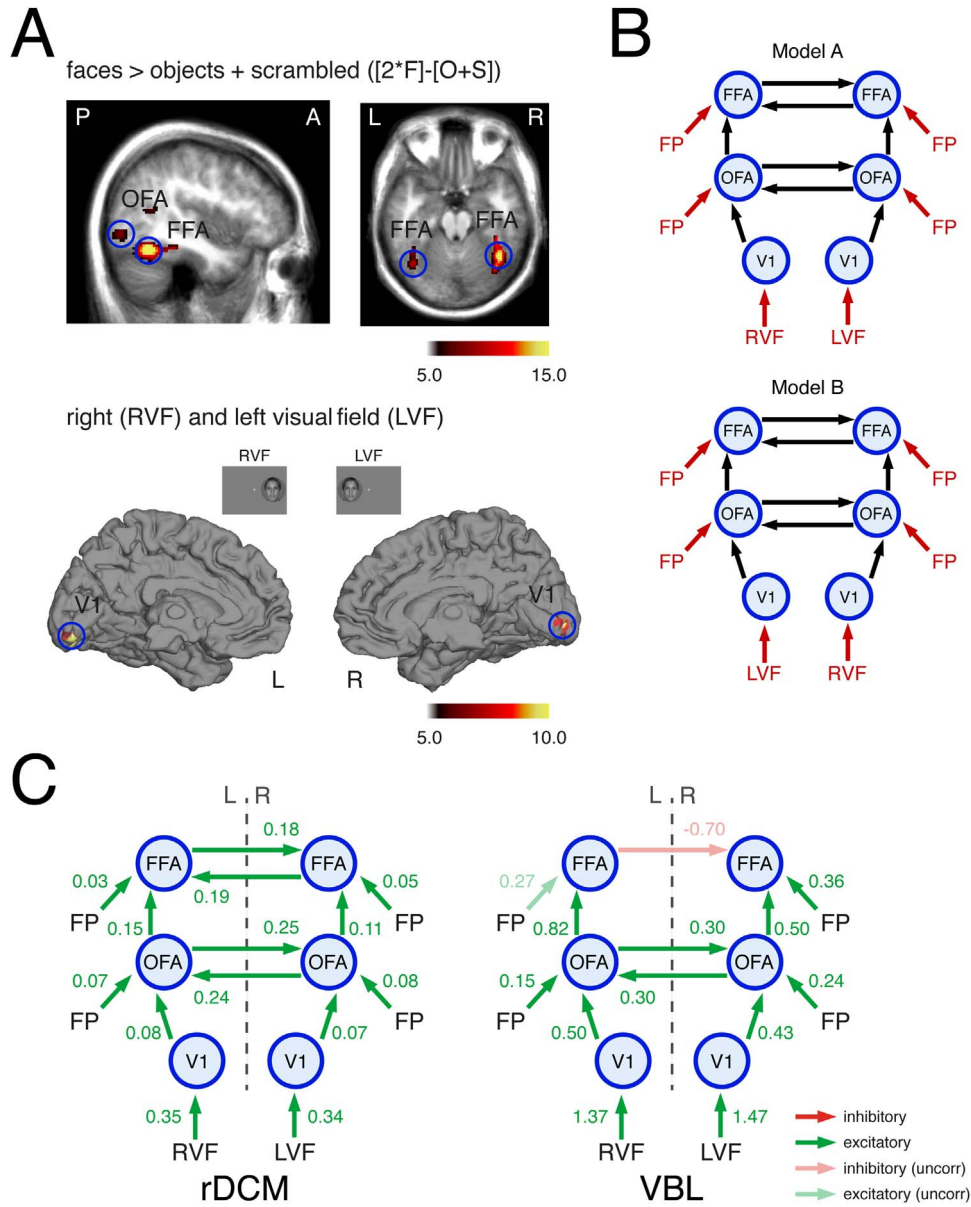 A
faces > objects + scrambled ([2*F]-[O+S])
P A
OFA
FFA
L R
FFA FFA
5.0 15.0
right (RVF) and left visual field (LVF)
RVF LVF
V1 V1
L R
5.0 10.0
B
Model A
FFA FFA
FP FP
OFA OFA
FP FP
V1 V1
RVF LVF
Model B
FFA FFA
FP FP
OFA OFA
FP FP
V1 V1
LVF RVF
C
L R
0.18
FFA FFA
0.03 0.19 0.05
FP FP
0.15 0.25 0.11
OFA OFA
0.07 0.24 0.08
FP FP
0.08 0.07
V1 V1
0.35 0.34
RVF LVF
rDCM
L R
-0.70
FFA FFA
0.27 0.36
FP FP
0.82 0.30 0.50
OFA OFA
0.15 0.30 0.24
FP FP
0.50 0.43
V1 V1
1.37 1.47
RVF LVF
VBL
inhibitory
excitatory
inhibitory (uncorr)
excitatory (uncorr)